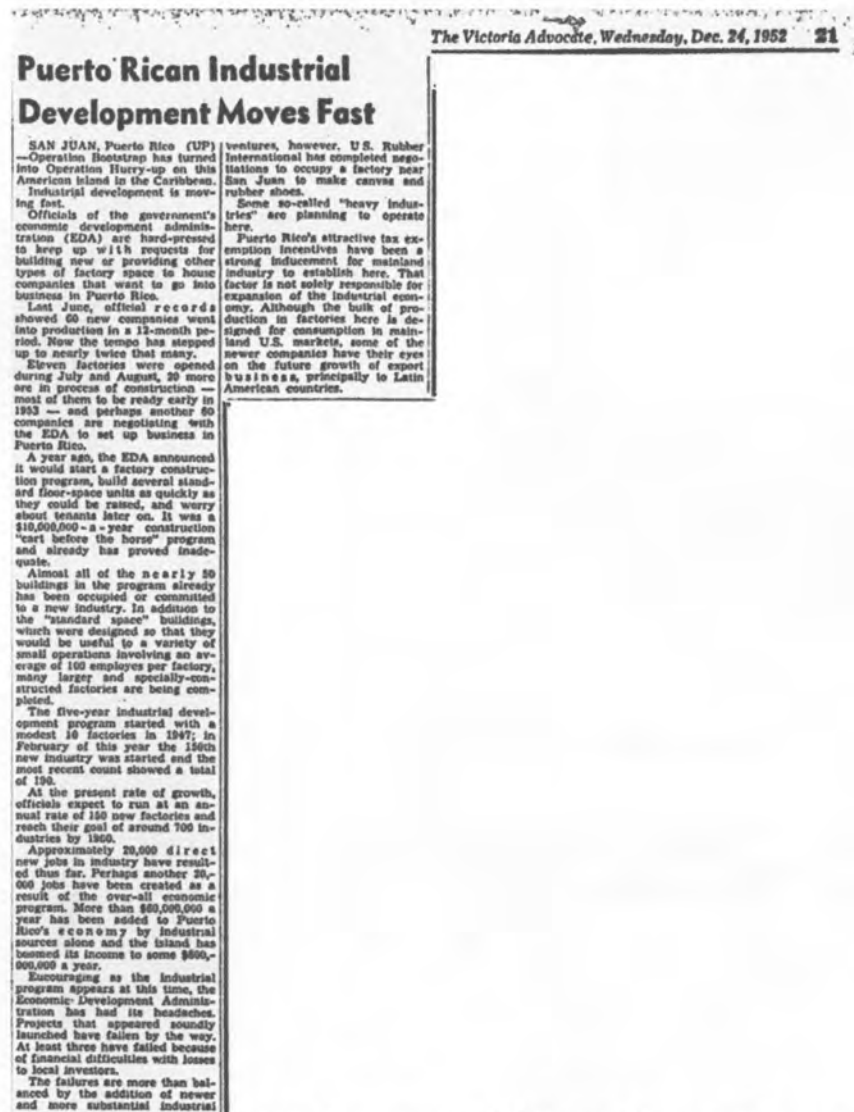 The Victoria Advocate, Wednesday, Dec. 24, 1952 21
Puerto Rican Industrial
Development Moves Fast
SAN JUAN, Puerto Rico (UP)
—Operation Bootstrap has turned
into Operation Hurry-up on this
American island in the Caribbean.
Industrial development is mov-
ing fast.
Officials of the government's
economic development adminis-
tration (EDA) are hard-pressed
to keep up with requests for
building new or providing other
types of factory space to house
companies that want to go into
business in Puerto Rico.
Last June, official records
showed 60 new companies went
into production in a 12-month pe-
riod. Now the tempo has stepped
up to nearly twice that many.
Eleven factories were opened
during July and August, 20 more
are in process of construction —
most of them to be ready early in
1953 — and perhaps another 60
companies are negotiating with
the EDA to set up business in
Puerto Rico.
A year ago, the EDA announced
it would start a factory construc-
tion program, build several stand-
ard floor-space units as quickly as
they could be raised, and worry
about tenants later on. It was a
$10,000,000-a-year construction
"cart before the horse" program
and already has proved inade-
quate.
Almost all of the nearly 50
buildings in the program already
has been occupied or committed
to a new industry. In addition to
the "standard space" buildings,
which were designed so that they
would be useful to a variety of
small operations involving an av-
erage of 100 employes per factory,
many larger and specially-con-
structed factories are being com-
pleted.
The five-year industrial devel-
opment program started with a
modest 10 factories in 1947; in
February of this year the 150th
new industry was started and the
most recent count showed a total
of 190.
At the present rate of growth,
officials expect to run at an an-
nual rate of 150 new factories and
reach their goal of around 700 in-
dustries by 1960.
Approximately 20,000 direct
new jobs in industry have result-
ed thus far. Perhaps another 20,-
000 jobs have been created as a
result of the over-all economic
program. More than $60,000,000 a
year has been added to Puerto
Rico's economy by industrial
sources alone and the island has
boomed its income to some $800,-
000,000 a year.
Encouraging as the industrial
program appears at this time, the
Economic Development Adminis-
tration has had its headaches.
Projects that appeared soundly
launched have fallen by the way.
At least three have failed because
of financial difficulties with losses
to local investors.
The failures are more than bal-
anced by the addition of newer
and more substantial industrial
ventures, however. U.S. Rubber
International has completed nego-
tiations to occupy a factory near
San Juan to make canvas and
rubber shoes.
Some so-called "heavy indus-
tries" are planning to operate
here.
Puerto Rico's attractive tax ex-
emption incentives have been a
strong inducement for mainland
industry to establish here. That
factor is not solely responsible for
expansion of the industrial econ-
omy. Although the bulk of pro-
duction in factories here is de-
signed for consumption in main-
land U.S. markets, some of the
newer companies have their eyes
on the future growth of export
business, principally to Latin
American countries.